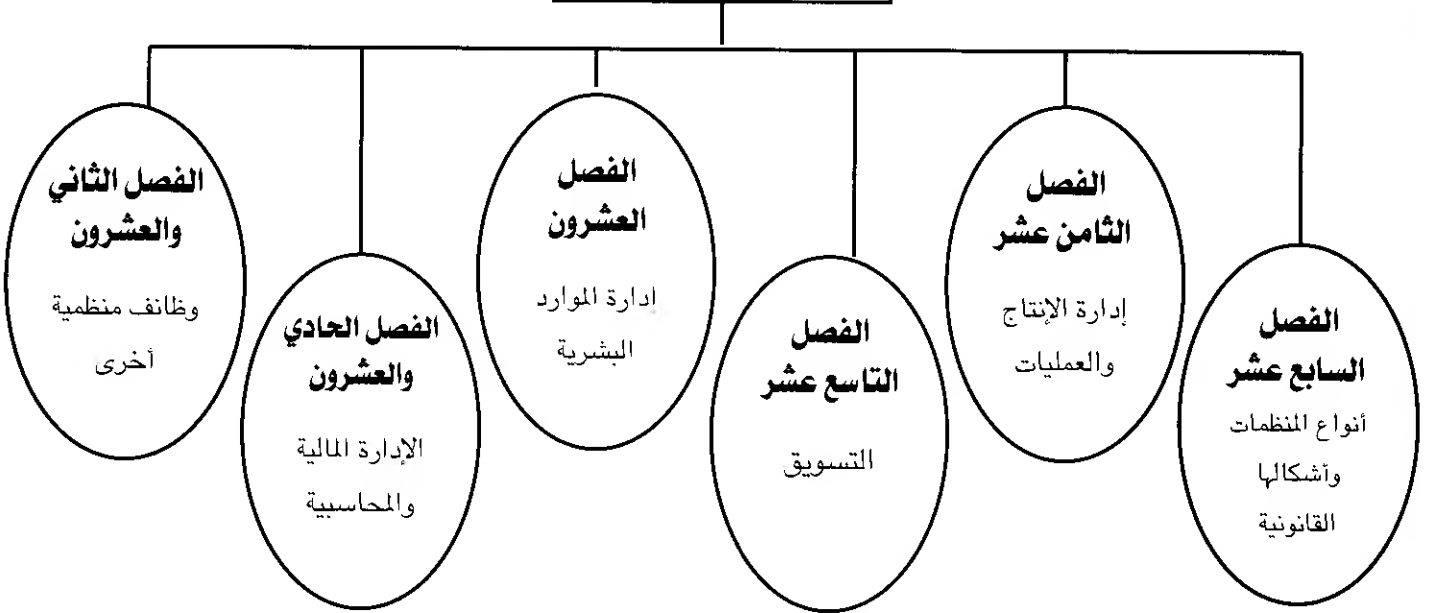 الفصل
السابع عشر
أنواع المنظمات
وأشكالها
القانونية
الفصل
الثامن عشر
إدارة الإنتاج
والعمليات
الفصل
التاسع عشر
التسويق
الفصل
العشرون
إدارة الموارد
البشرية
الفصل الحادي
والعشرون
الإدارة المالية
والمحاسبية
الفصل الثاني
والعشرون
وظائف منظمية
أخرى